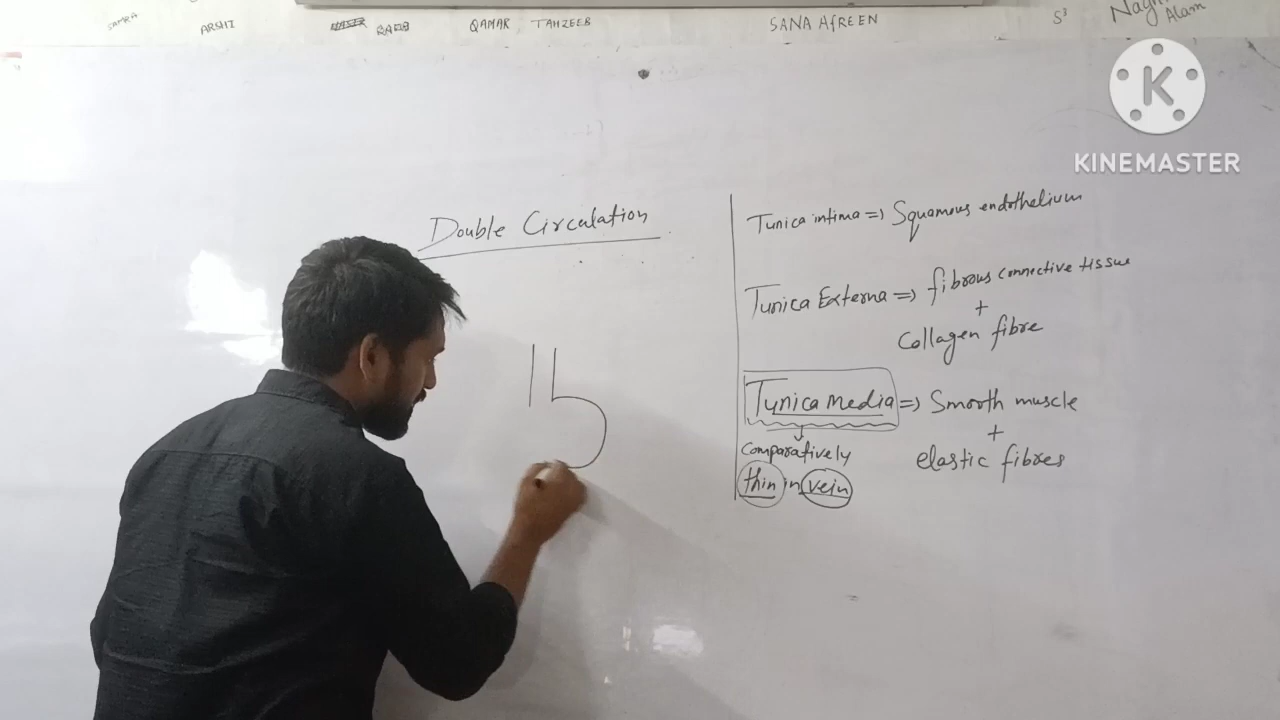 ARSHI
QAMAR TAHZEEB
SANA AfREEN
S³
Alam
K
KINEMASTER
Double Circulation
Tunica intima => Squamous endothelium
Tunica Externa => fibrous connective tissue
+
Collagen fibre
Tunica media => Smooth muscle
+
elastic fibres
Comparatively
thin in vein